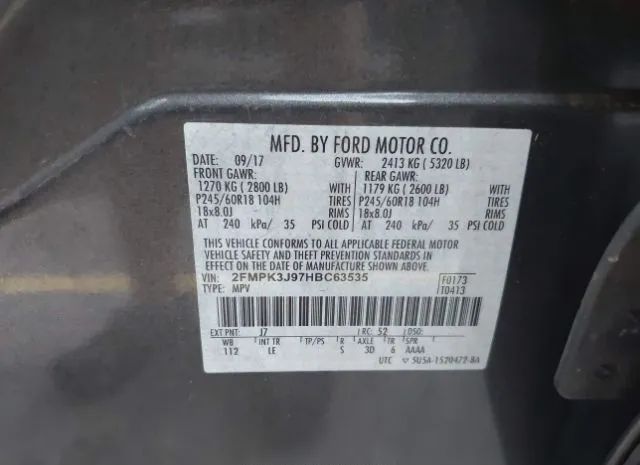 MFD. BY FORD MOTOR CO.
DATE: 09/17 GVWR: 2413 KG ( 5320 LB)
FRONT GAWR: REAR GAWR:
1270 KG ( 2800 LB) WITH 1179 KG ( 2600 LB) WITH
P245/60R18 104H TIRES P245/60R18 104H TIRES
18x8.0J RIMS 18x8.0J RIMS
AT 240 kPa/ 35 PSI COLD AT 240 kPa/ 35 PSI COLD
THIS VEHICLE CONFORMS TO ALL APPLICABLE FEDERAL MOTOR
VEHICLE SAFETY AND THEFT PREVENTION STANDARDS IN
EFFECT ON THE DATE OF MANUFACTURE SHOWN ABOVE.
VIN: 2FMPK3J97HBC63535 F0173
TYPE: MPV T0413
EXT PNT: J7 RC: 52 DSO:
WB INT TR TP/PS R AXLE TR SPR
112 LE S 3D 6 AAAA
UTC 5U5A-1520472-BA